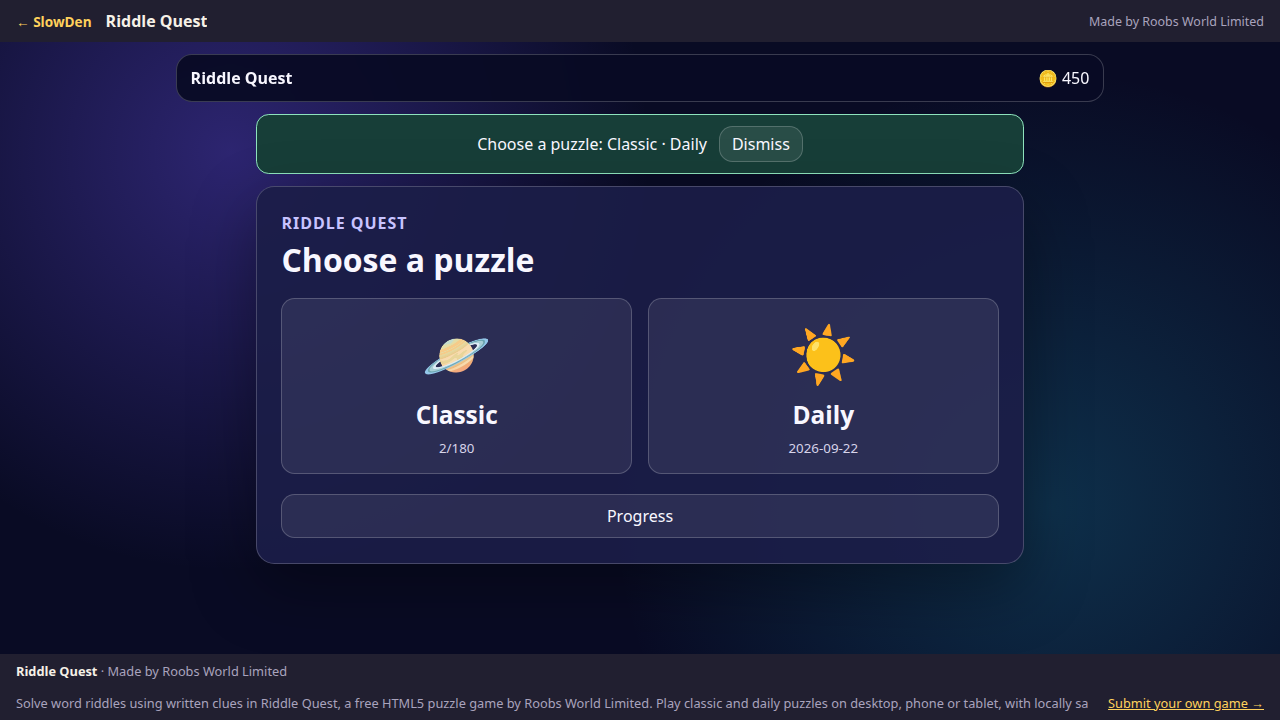 ← SlowDen Riddle Quest Made by Roobs World Limited
Riddle Quest 450
Choose a puzzle: Classic · Daily Dismiss
RIDDLE QUEST
Choose a puzzle
Classic Daily
2/180 2026-09-22
Progress
Riddle Quest · Made by Roobs World Limited
Solve word riddles using written clues in Riddle Quest, a free HTML5 puzzle game by Roobs World Limited. Play classic and daily puzzles on desktop, phone or tablet, with locally sa Submit your own game →